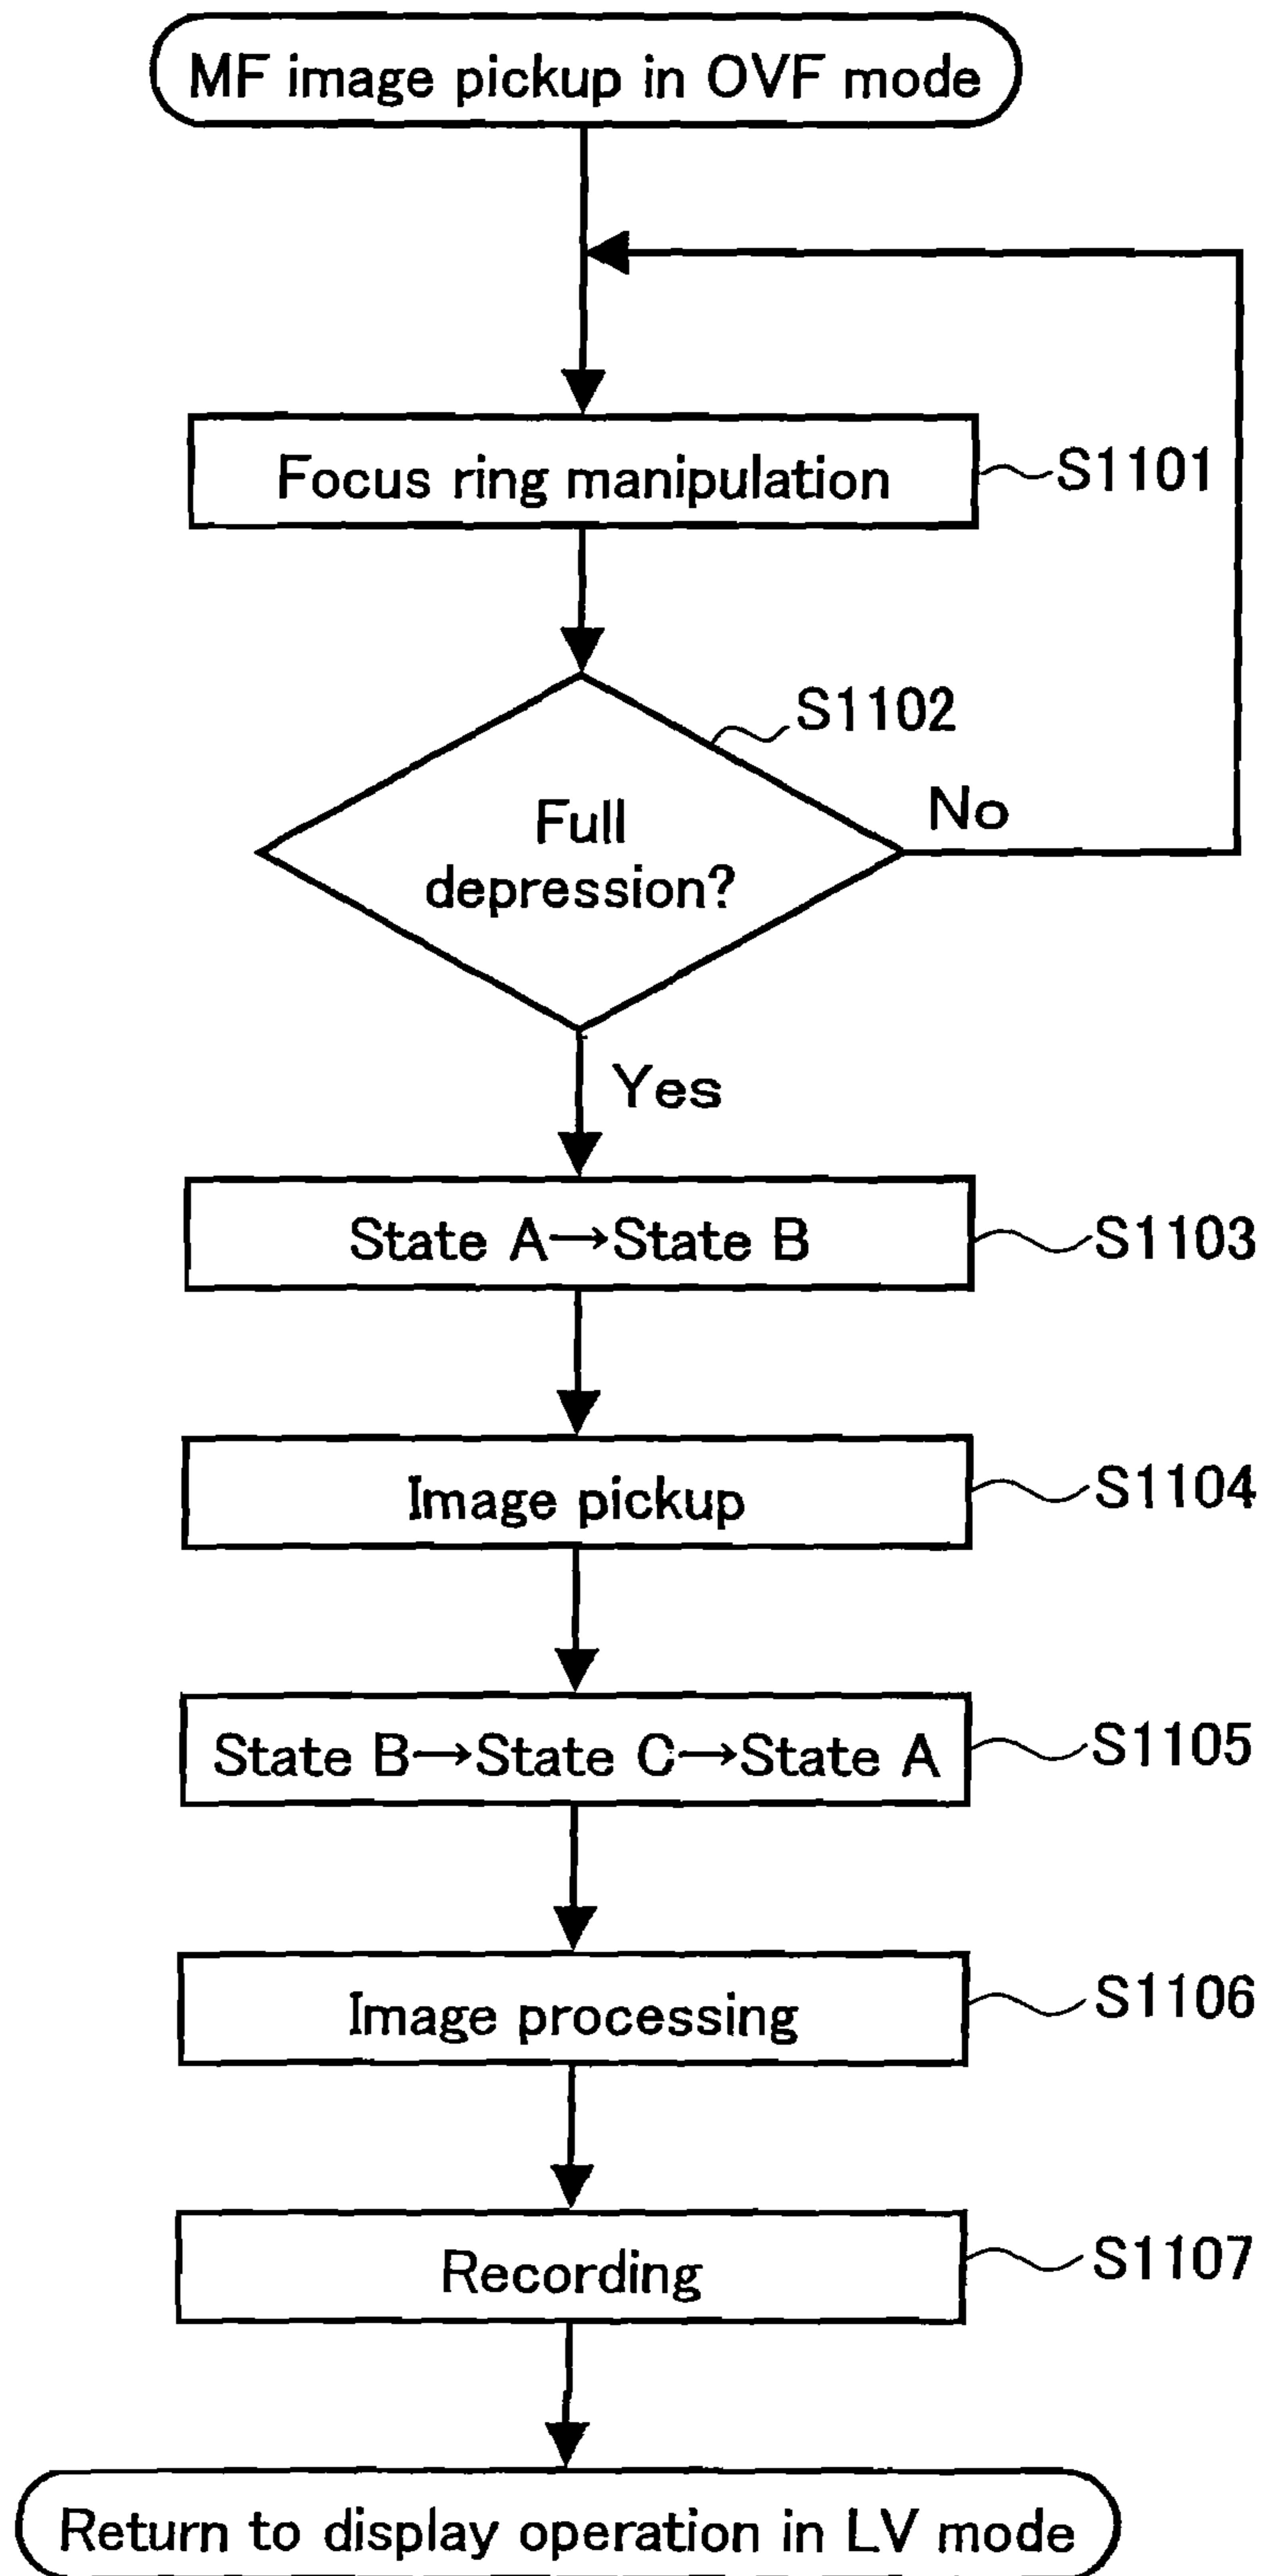 MF image pickup in OVF mode
Focus ring manipulation
S1101
S1102
Full
depression?
No
Yes
State A→State B
S1103
Image pickup
S1104
State B→State C→State A
S1105
Image processing
S1106
Recording
S1107
Return to display operation in LV mode